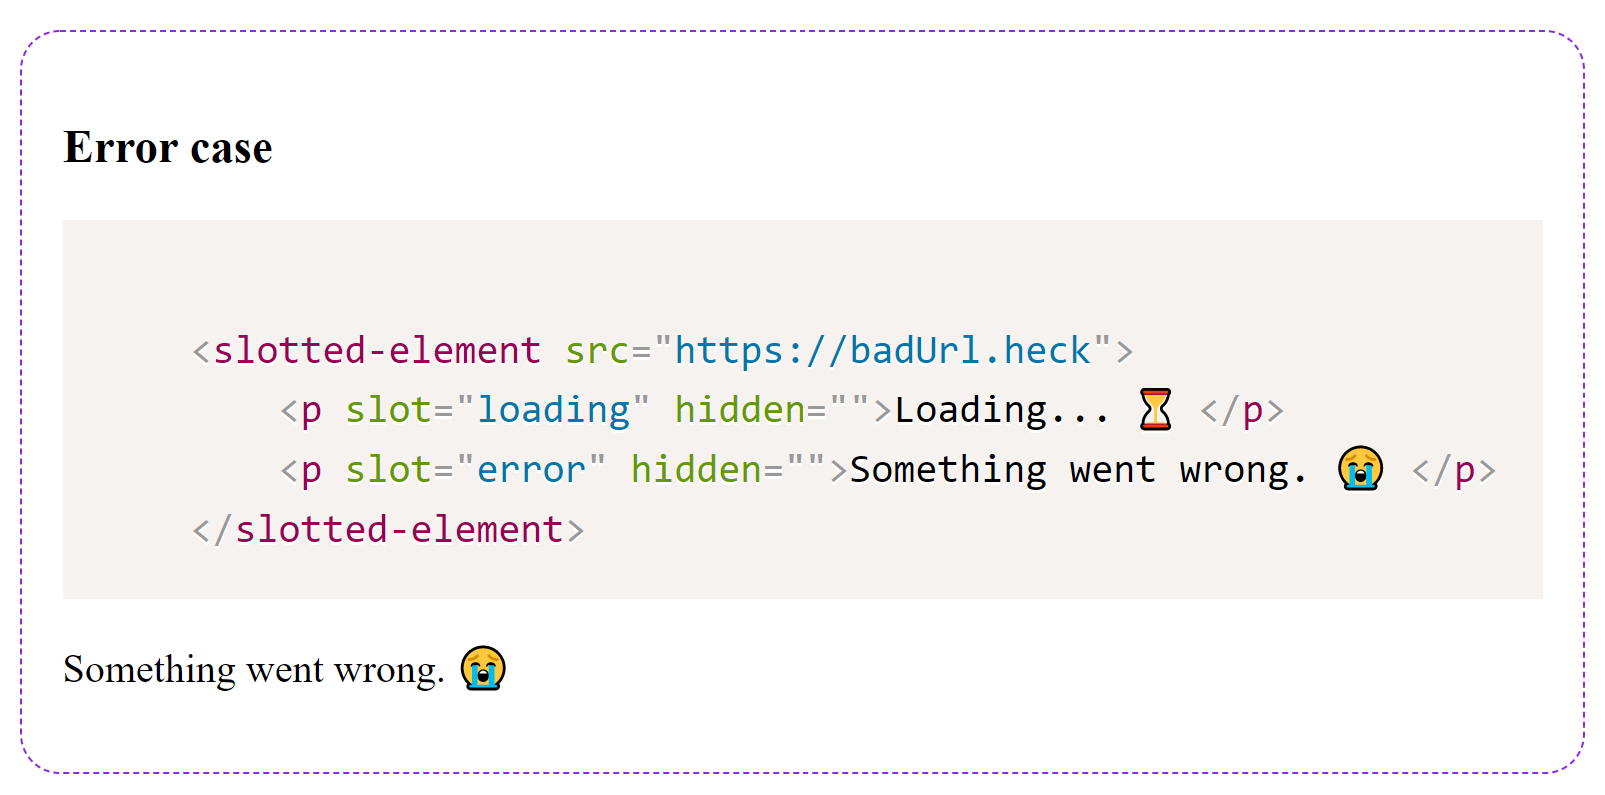 Error case
<slotted-element src="https://badUrl.heck">
<p slot="loading" hidden="">Loading... ⏳ </p>
<p slot="error" hidden="">Something went wrong. 😭 </p>
</slotted-element>
Something went wrong. 😭